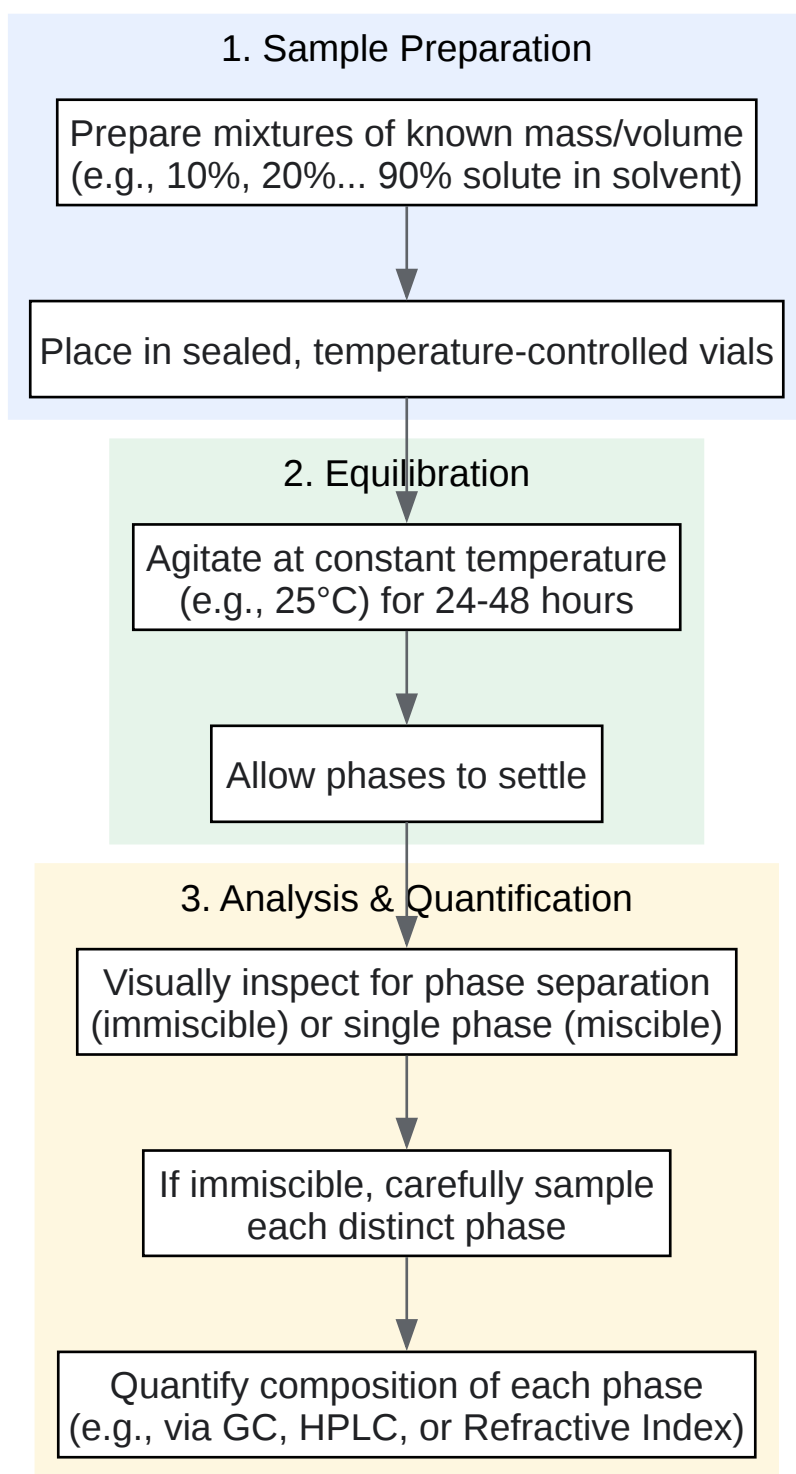 1. Sample Preparation
Prepare mixtures of known mass/volume
(e.g., 10%, 20%... 90% solute in solvent)
Place in sealed, temperature-controlled vials
2. Equilibration
Agitate at constant temperature
(e.g., 25°C) for 24-48 hours
Allow phases to settle
3. Analysis & Quantification
Visually inspect for phase separation
(immiscible) or single phase (miscible)
If immiscible, carefully sample
each distinct phase
Quantify composition of each phase
(e.g., via GC, HPLC, or Refractive Index)